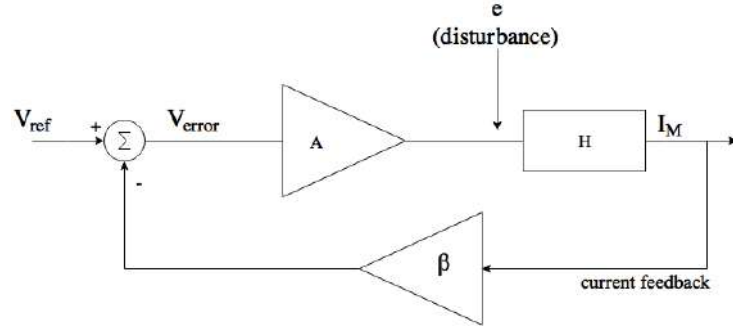 e
(disturbance)
V_ref
+
Σ
V_error
A
H
I_M
-
β
current feedback